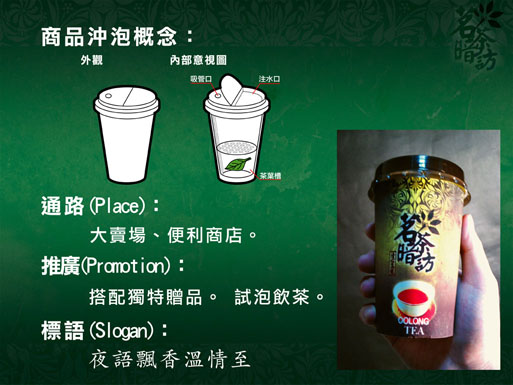 商品沖泡概念：
外觀
內部意視圖
吸管口
注水口
茶葉槽
通路(Place)：
大賣場、便利商店。
推廣(Promotion)：
搭配獨特贈品。 試泡飲茶。
標語(Slogan)：
夜語飄香溫情至
茗茶暗訪
茗茶暗訪
OOLONG
TEA